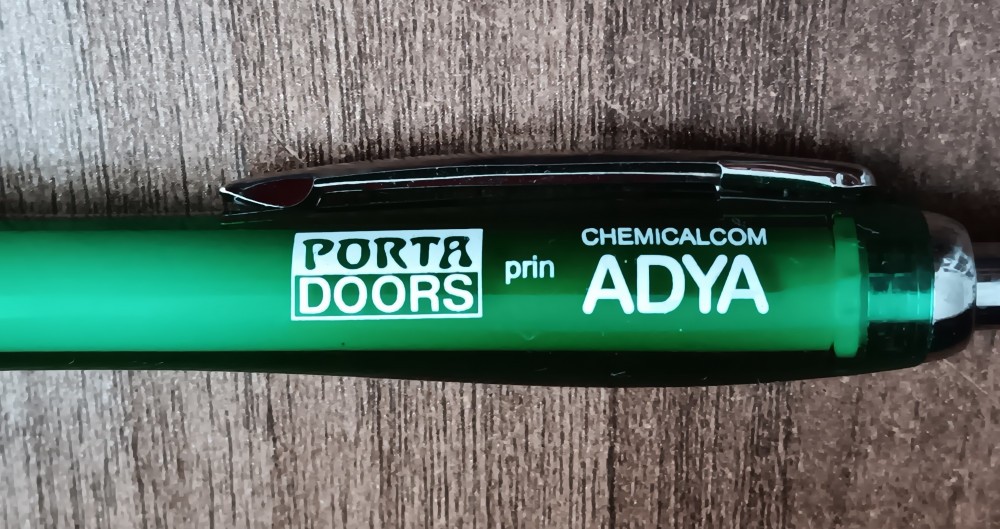 PORTA
DOORS
prin
CHEMICALCOM
ADYA